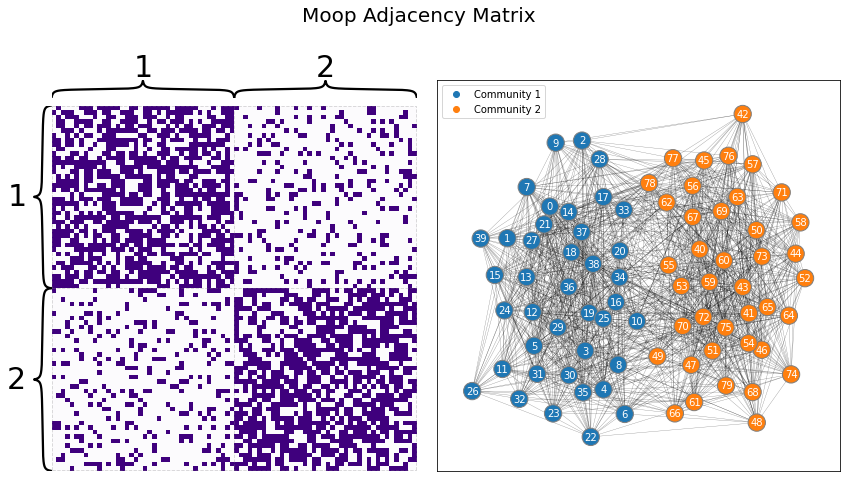 Moop Adjacency Matrix
1 2
1
2
Community 1
Community 2
42
9 2
28
77 45 76 57
7 78 56 71
0 14 17 33 62 67 69 63
39 1 21 27 37 50 58
18 20 40 60 73 44
15 13 38 34 55 53 59 43 52
36
24 12 29 19 25 16 10 70 72 75 41 65 64
5 3 49 51 54 46
11 31 30 8 47 74
26 32 35 4 79 68
23 6 66 61
22 48